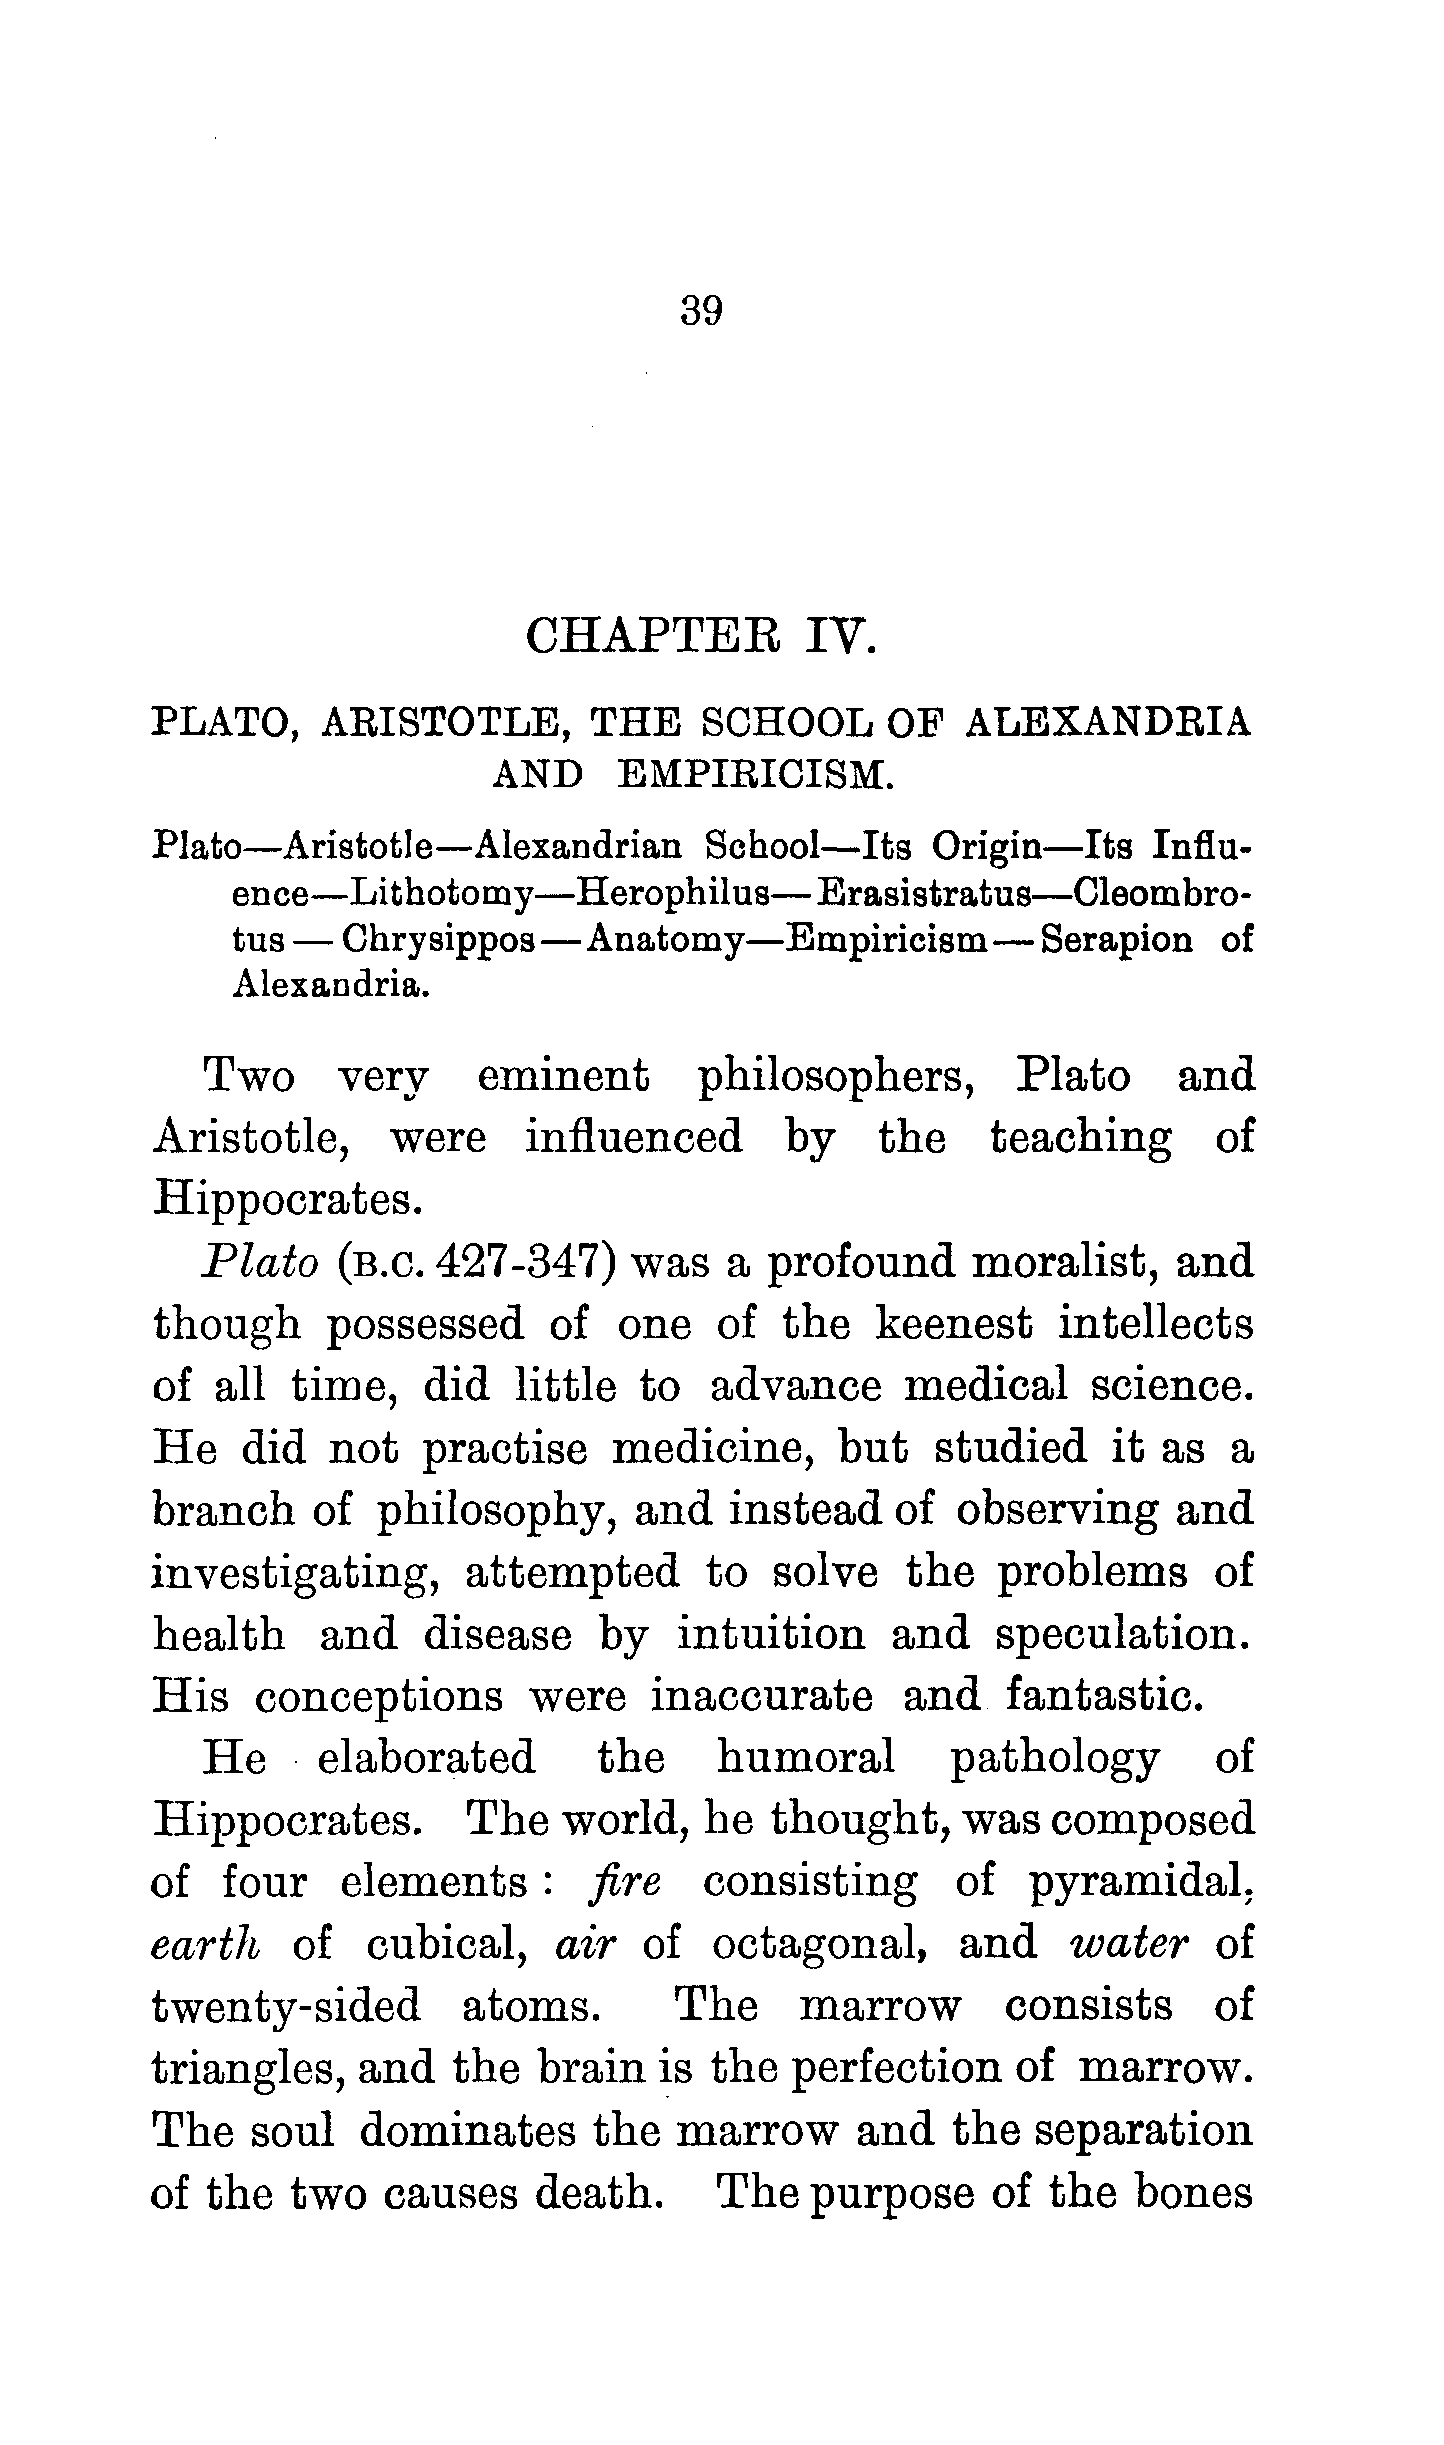 39
CHAPTER IV.
PLATO, ARISTOTLE, THE SCHOOL OF ALEXANDRIA
AND EMPIRICISM.
Plato—Aristotle—Alexandrian School—Its Origin—Its Influ-
ence—Lithotomy—Herophilus—Erasistratus—Cleombro-
tus — Chrysippos — Anatomy—Empiricism — Serapion of
Alexandria.
Two very eminent philosophers, Plato and
Aristotle, were influenced by the teaching of
Hippocrates.
Plato (B.C. 427-347) was a profound moralist, and
though possessed of one of the keenest intellects
of all time, did little to advance medical science.
He did not practise medicine, but studied it as a
branch of philosophy, and instead of observing and
investigating, attempted to solve the problems of
health and disease by intuition and speculation.
His conceptions were inaccurate and fantastic.
He elaborated the humoral pathology of
Hippocrates. The world, he thought, was composed
of four elements : fire consisting of pyramidal,
earth of cubical, air of octagonal, and water of
twenty-sided atoms. The marrow consists of
triangles, and the brain is the perfection of marrow.
The soul dominates the marrow and the separation
of the two causes death. The purpose of the bones